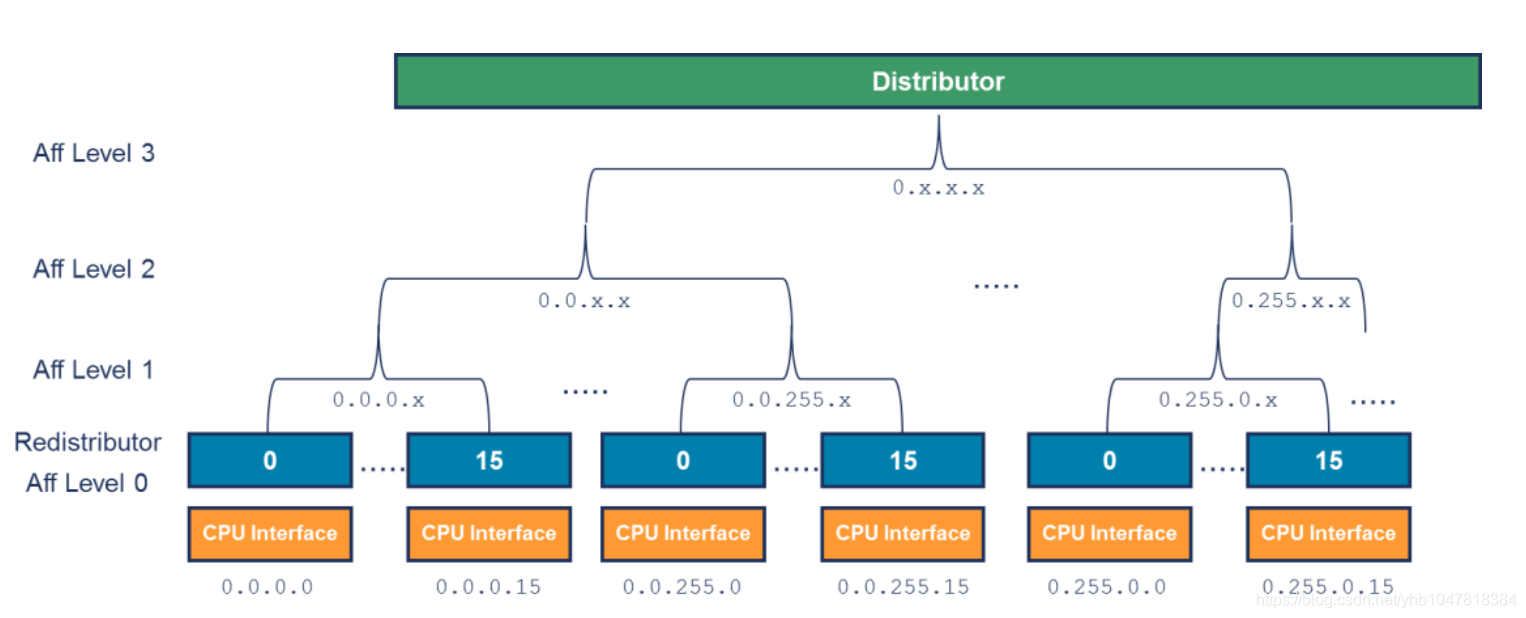 Distributor
Aff Level 3
0.x.x.x
Aff Level 2
.....
0.0.x.x
0.255.x.x
Aff Level 1
.....
0.0.0.x
0.0.255.x
0.255.0.x
.....
Redistributor
0
.....
15
0
.....
15
0
.....
15
Aff Level 0
CPU Interface
CPU Interface
CPU Interface
CPU Interface
CPU Interface
CPU Interface
0.0.0.0
0.0.0.15
0.0.255.0
0.0.255.15
0.255.0.0
0.255.0.15
https://blog.csdn.net/yhb1047818384